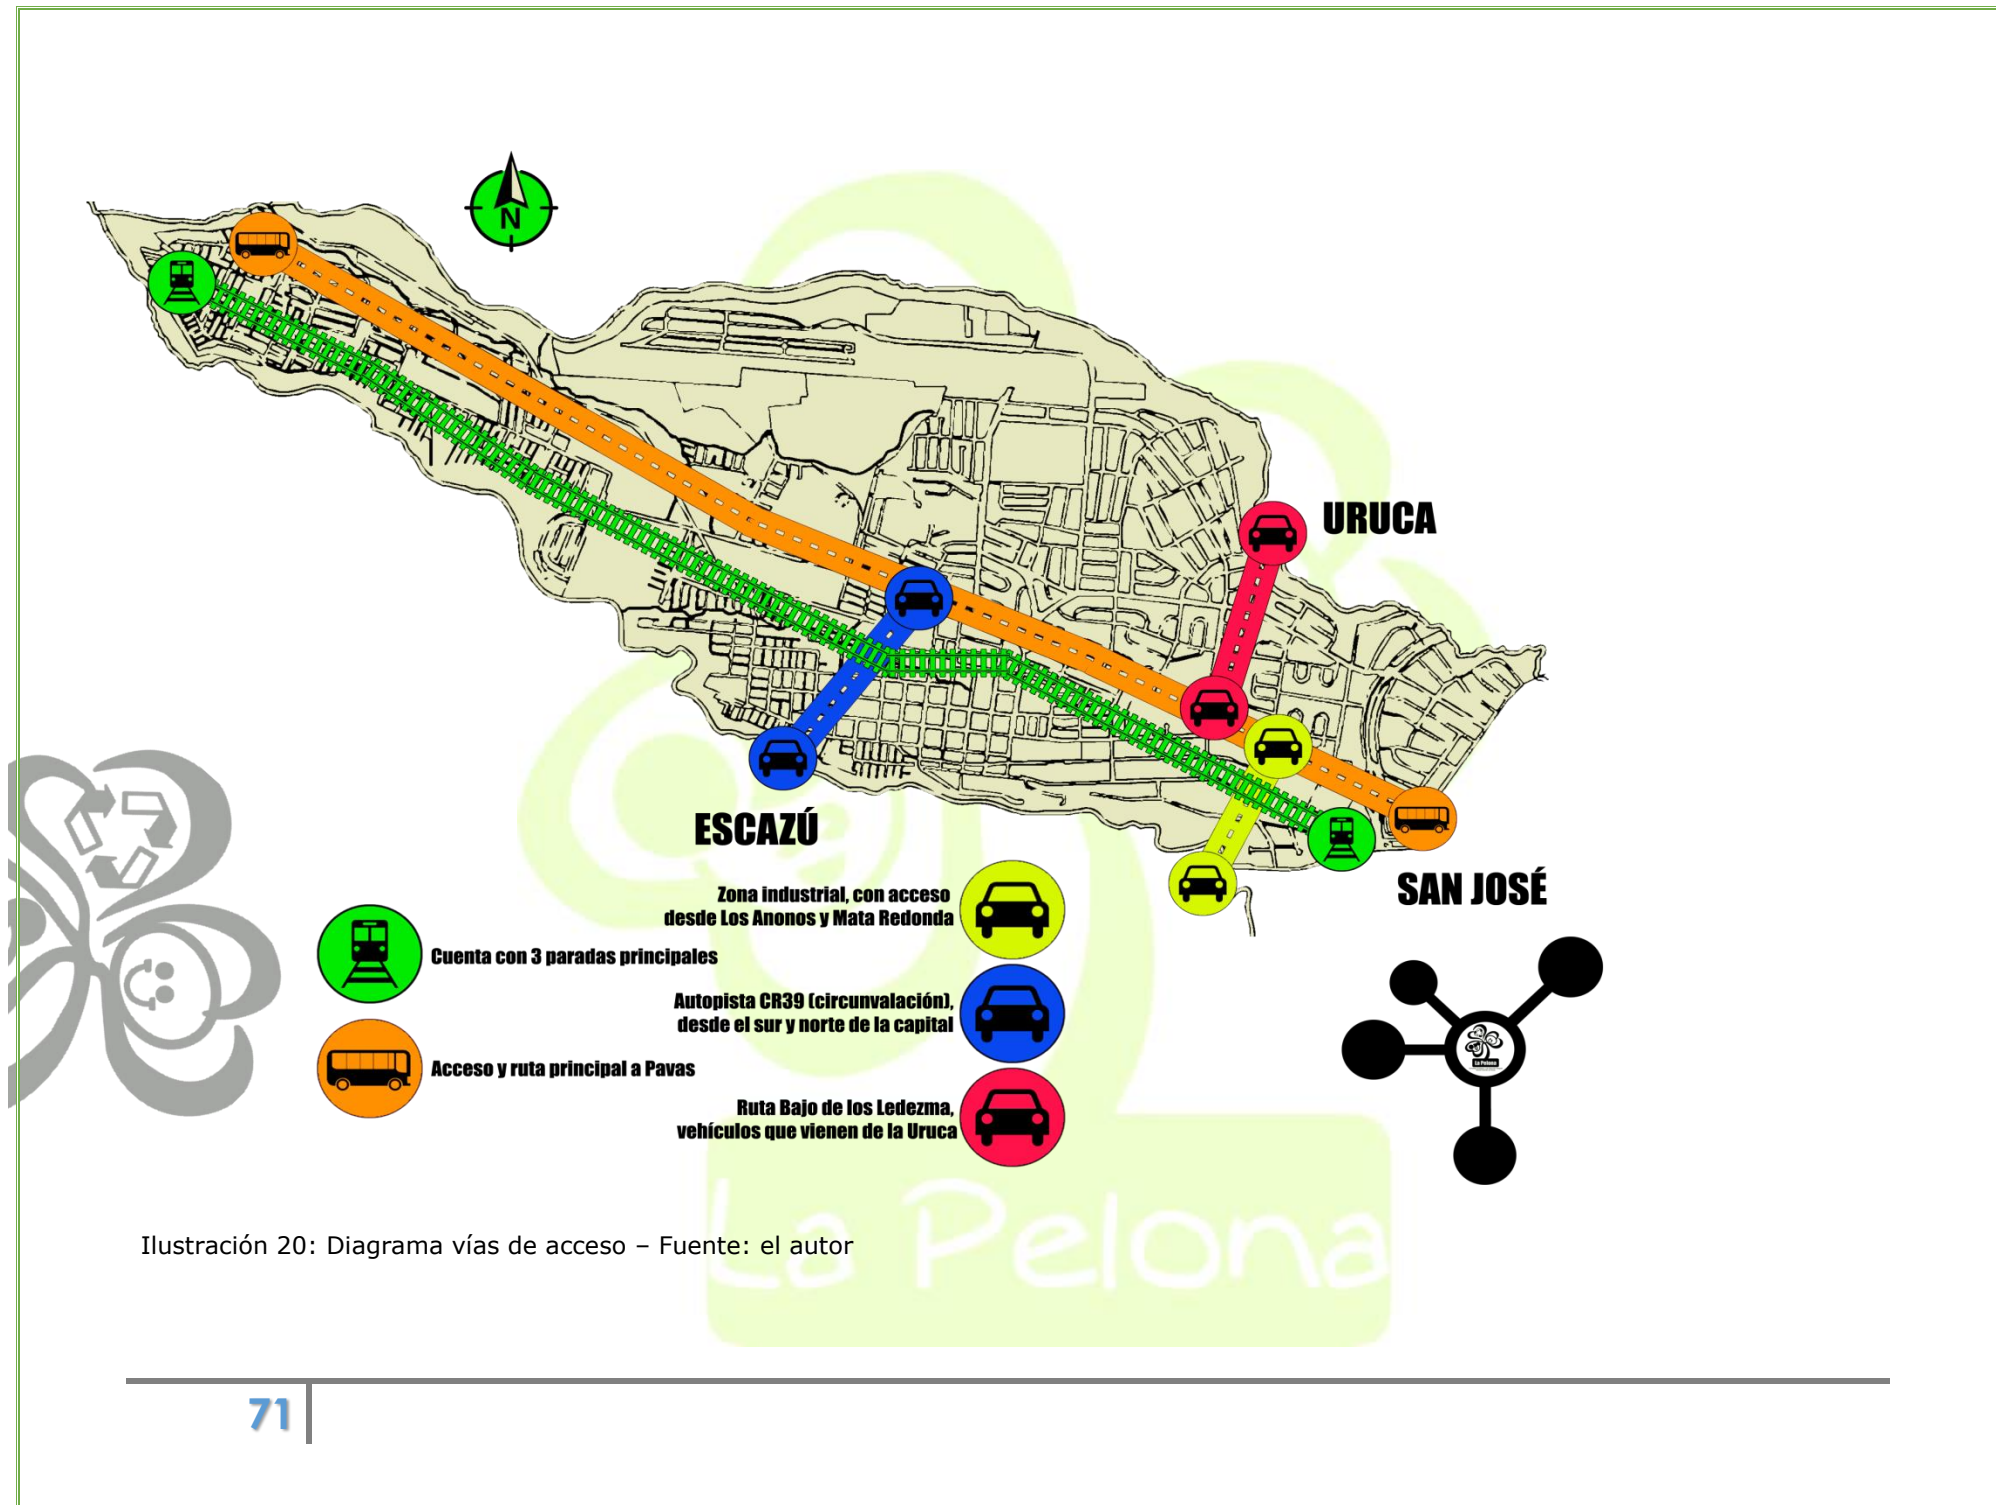 N
URUCA
ESCAZÚ
SAN JOSÉ
Zona industrial, con acceso
desde Los Anonos y Mata Redonda
Cuenta con 3 paradas principales
Autopista CR39 (circunvalación),
desde el sur y norte de la capital
Acceso y ruta principal a Pavas
Ruta Bajo de los Ledezma,
vehículos que vienen de la Uruca
La Pelona
La Pelona
Ilustración 20: Diagrama vías de acceso – Fuente: el autor
71